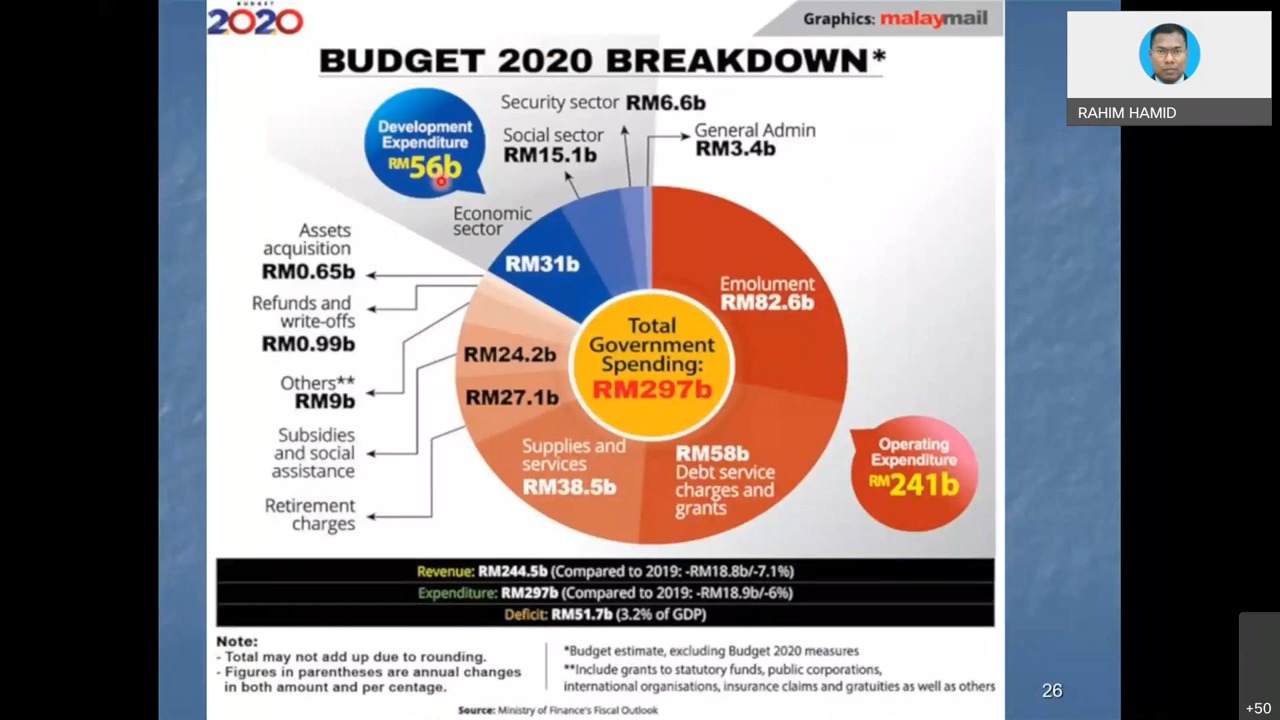 BUDGET
2020
Graphics: malaymail
BUDGET 2020 BREAKDOWN*
RAHIM HAMID
Development
Expenditure
RM56b
Security sector RM6.6b
Social sector
RM15.1b
General Admin
RM3.4b
Economic
sector
RM31b
Assets
acquisition
RM0.65b
Refunds and
write-offs
RM0.99b
Others**
RM9b
Subsidies
and social
assistance
Retirement
charges
RM24.2b
RM27.1b
Supplies and
services
RM38.5b
RM58b
Debt service
charges and
grants
Emolument
RM82.6b
Total
Government
Spending:
RM297b
Operating
Expenditure
RM241b
Revenue: RM244.5b (Compared to 2019: -RM18.8b/-7.1%)
Expenditure: RM297b (Compared to 2019: -RM18.9b/-6%)
Deficit: RM51.7b (3.2% of GDP)
Note:
- Total may not add up due to rounding.
- Figures in parentheses are annual changes
in both amount and per centage.
*Budget estimate, excluding Budget 2020 measures
**Include grants to statutory funds, public corporations,
international organisations, insurance claims and gratuities as well as others
Source: Ministry of Finance's Fiscal Outlook
26
+50